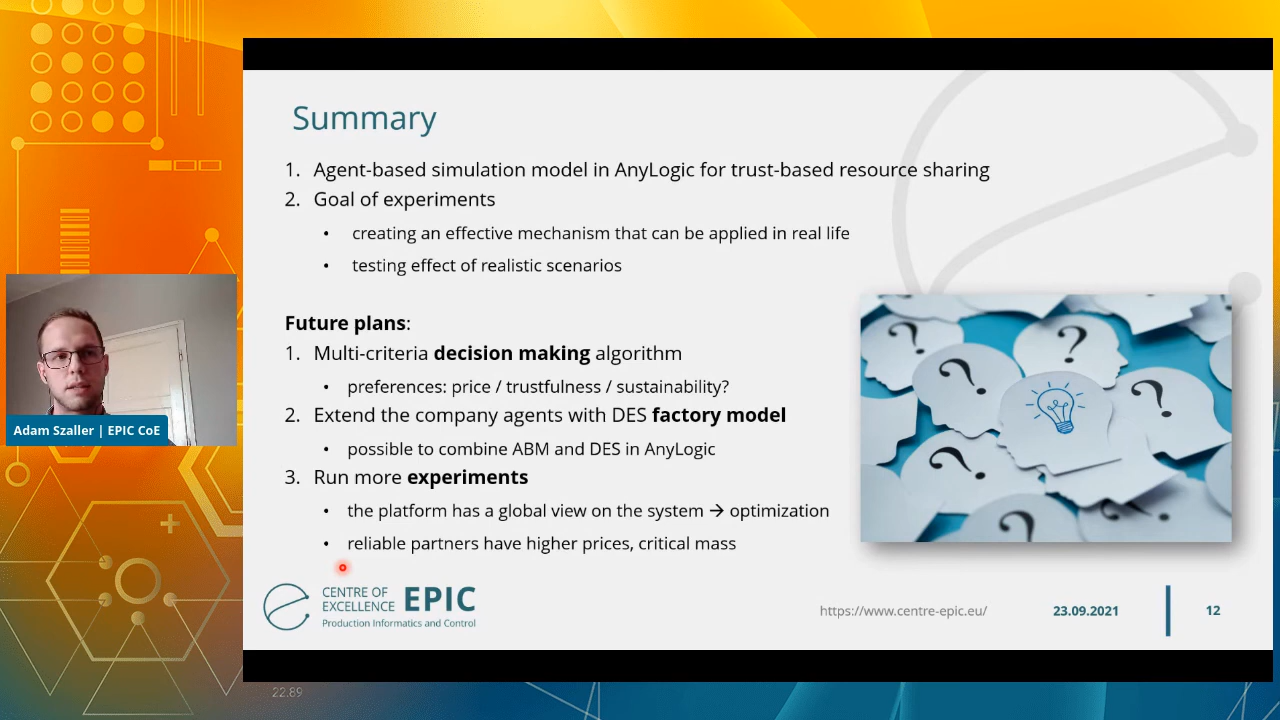 Summary
1. Agent-based simulation model in AnyLogic for trust-based resource sharing
2. Goal of experiments
• creating an effective mechanism that can be applied in real life
• testing effect of realistic scenarios
Future plans:
1. Multi-criteria decision making algorithm
• preferences: price / trustfulness / sustainability?
2. Extend the company agents with DES factory model
• possible to combine ABM and DES in AnyLogic
3. Run more experiments
• the platform has a global view on the system → optimization
• reliable partners have higher prices, critical mass
? ? ? ? ? ? ?
Adam Szaller | EPIC CoE
CENTRE OF
EXCELLENCE EPIC
Production Informatics and Control
https://www.centre-epic.eu/
23.09.2021
12
22.89